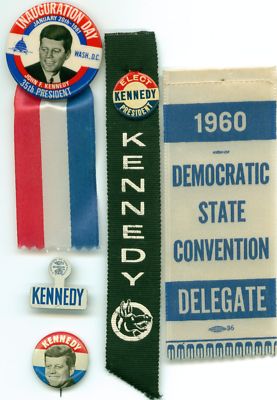 INAUGURATION DAY
JANUARY 20th 1961
WASH. D.C.
JOHN F. KENNEDY
35th PRESIDENT
KENNEDY
KENNEDY
ELECT
KENNEDY
PRESIDENT
KENNEDY
1960
DEMOCRATIC
STATE
CONVENTION
DELEGATE
36